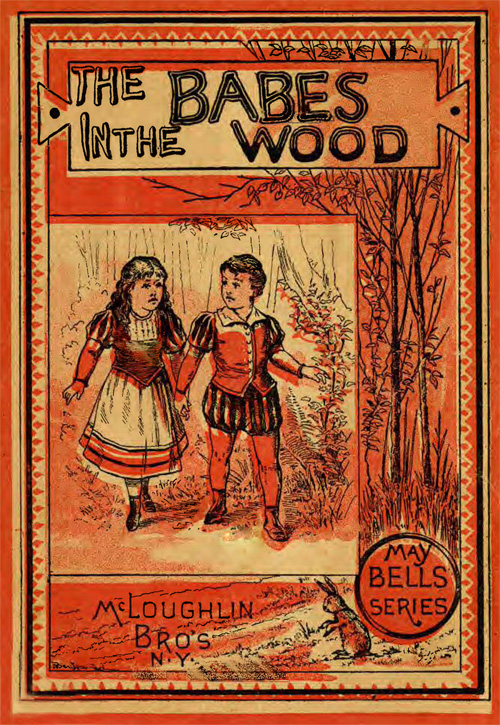 THE BABES
IN THE WOOD
MAY
BELLS
SERIES
McLOUGHLIN
BRO'S
N.Y.